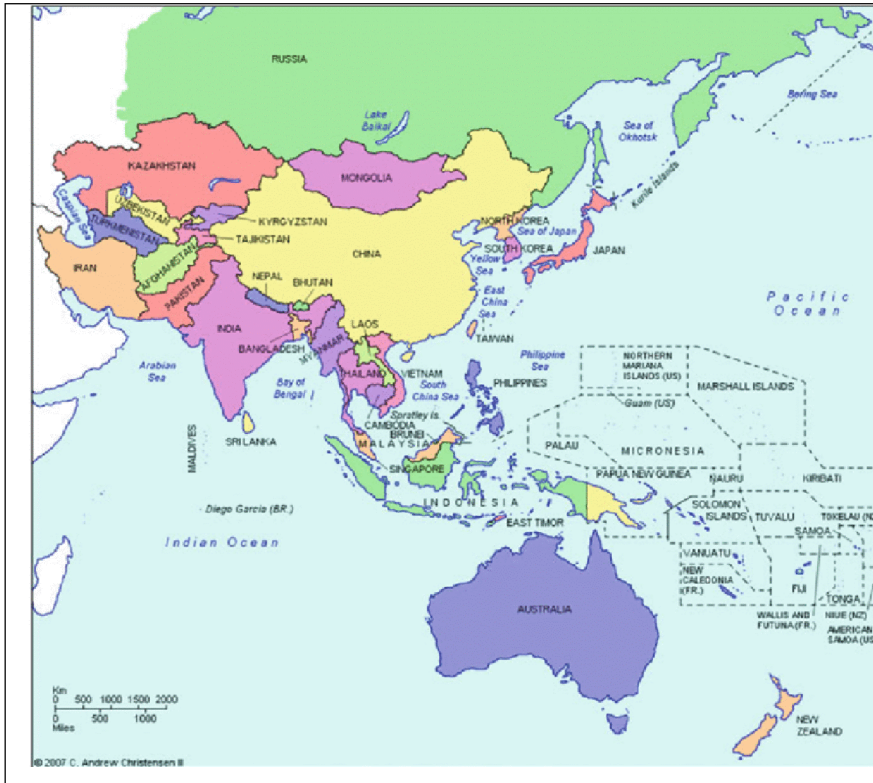 RUSSIA
Bering Sea
Lake
Baikal
Sea of
Okhotsk
KAZAKHSTAN
MONGOLIA
Kurile Islands
Caspian Sea
UZBEKISTAN
TURKMENISTAN
KYRGYZSTAN
TAJIKISTAN
NORTH KOREA
Sea of Japan
SOUTH KOREA
JAPAN
Yellow
Sea
IRAN
AFGHANISTAN
PAKISTAN
CHINA
NEPAL
BHUTAN
East
China
Sea
Pacific
Ocean
INDIA
BANGLADESH
MYANMAR
LAOS
TAIWAN
Arabian
Sea
Bay of
Bengal
THAILAND
VIETNAM
South
China Sea
Philippine
Sea
PHILIPPINES
NORTHERN
MARIANA
ISLANDS (US)
MARSHALL ISLANDS
Guam (US)
SRI LANKA
MALDIVES
CAMBODIA
Spratley Is.
BRUNEI
MALAYSIA
SINGAPORE
PALAU
MICRONESIA
PAPUA NEW GUINEA
NAURU
KIRIBATI
INDONESIA
Diego Garcia (BR.)
Indian Ocean
EAST TIMOR
SOLOMON
ISLANDS
TUVALU
TOKELAU (NZ
SAMOA
VANUATU
NEW
CALEDONIA
(FR.)
FIJI
TONGA
WALLIS AND
FUTUNA (FR.)
NIUE (NZ)
AMERICAN
SAMOA (US
AUSTRALIA
NEW
ZEALAND
Km
0 500 1000 1500 2000
0 500 1000
Miles
© 2007 C. Andrew Christensen II